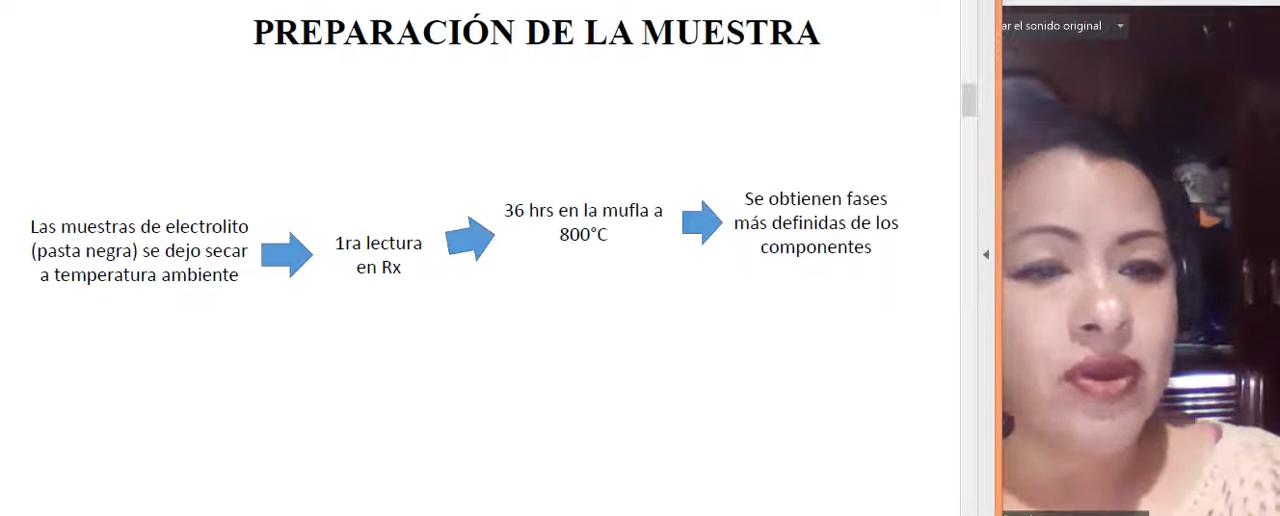 PREPARACIÓN DE LA MUESTRA
ar el sonido original
Las muestras de electrolito
(pasta negra) se dejo secar
a temperatura ambiente
1ra lectura
en Rx
36 hrs en la mufla a
800°C
Se obtienen fases
más definidas de los
componentes